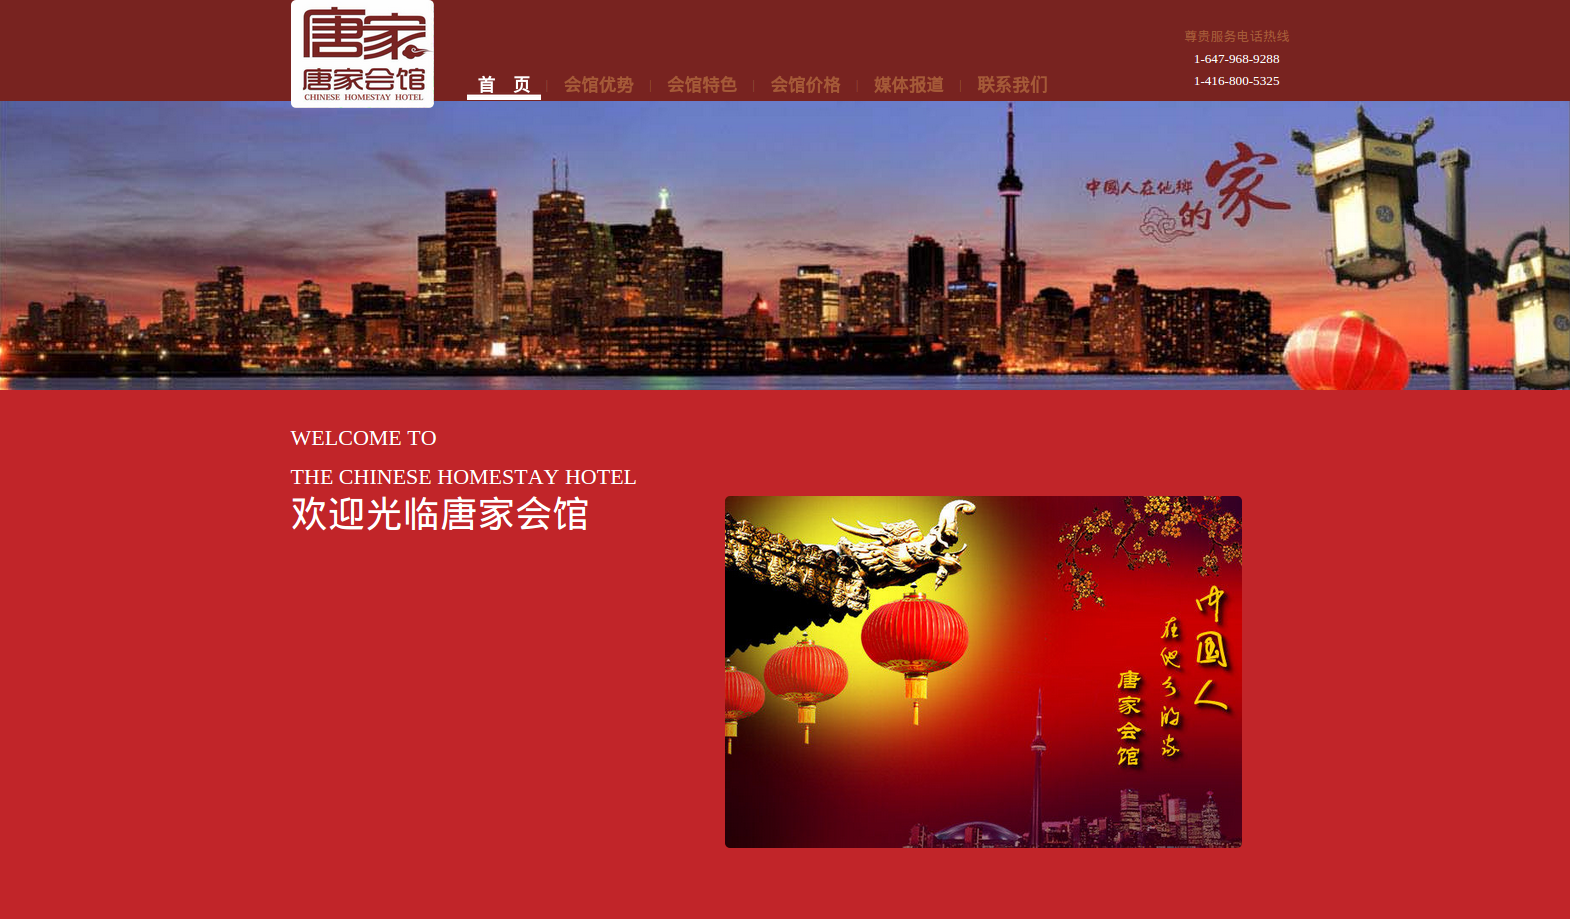 唐家
唐家会馆
CHINESE HOMESTAY HOTEL
首 页 | 会馆优势 | 会馆特色 | 会馆价格 | 媒体报道 | 联系我们
尊贵服务电话热线
1-647-968-9288
1-416-800-5325
中國人在他鄉
的家
WELCOME TO
THE CHINESE HOMESTAY HOTEL
欢迎光临唐家会馆
中国人
在他乡的家
唐家会馆